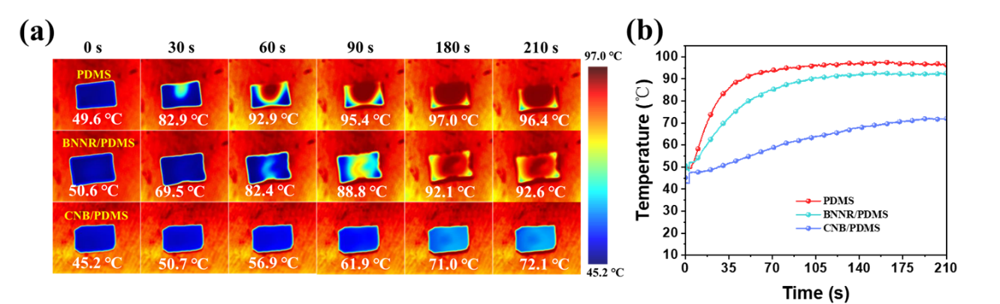 (a)
0 s 30 s 60 s 90 s 180 s 210 s
97.0 ℃
PDMS
49.6 ℃ 82.9 ℃ 92.9 ℃ 95.4 ℃ 97.0 ℃ 96.4 ℃
BNNR/PDMS
50.6 ℃ 69.5 ℃ 82.4 ℃ 88.8 ℃ 92.1 ℃ 92.6 ℃
CNB/PDMS
45.2 ℃ 50.7 ℃ 56.9 ℃ 61.9 ℃ 71.0 ℃ 72.1 ℃
45.2 ℃
(b)
Temperature (℃)
100
90
80
70
60
50
40
30
20
10
PDMS
BNNR/PDMS
CNB/PDMS
0 35 70 105 140 175 210
Time (s)